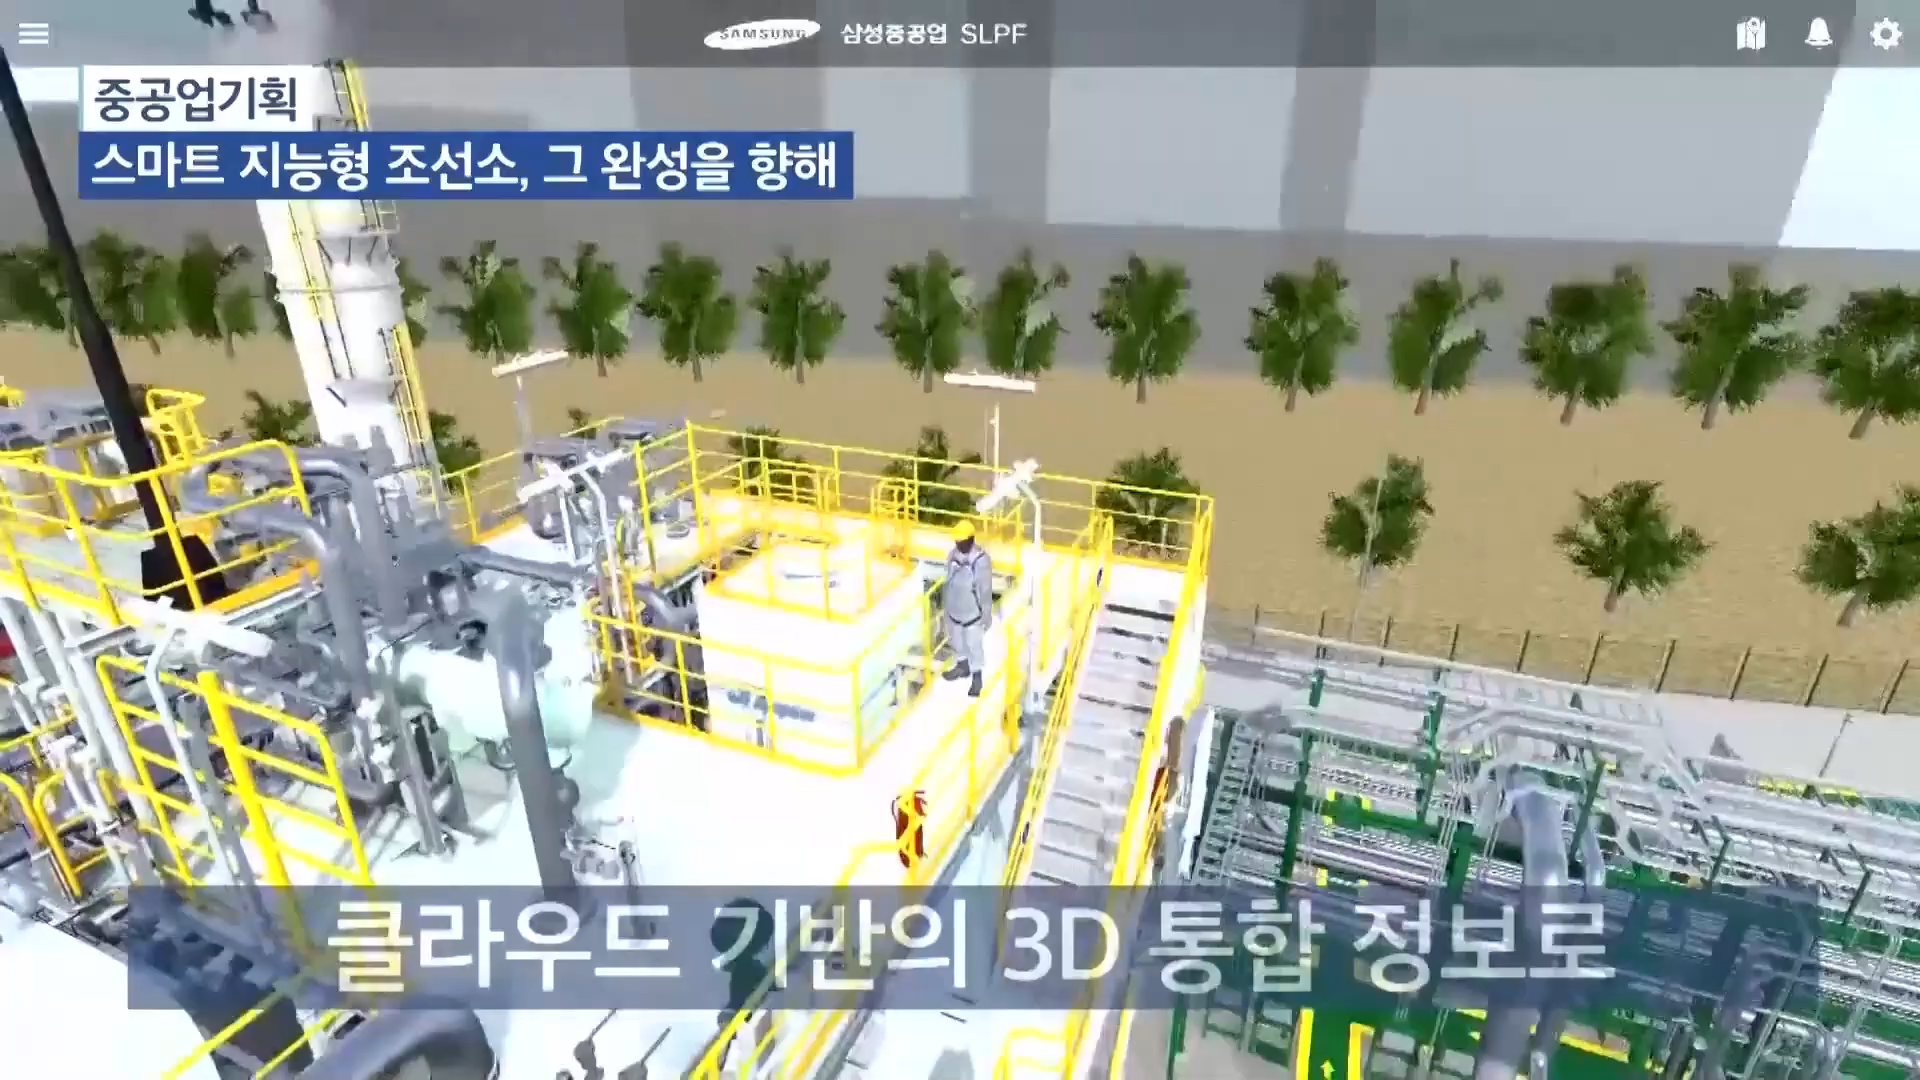 SAMSUNG 삼성중공업 SLPF
중공업기획
스마트 지능형 조선소, 그 완성을 향해
클라우드 기반의 3D 통합 정보로